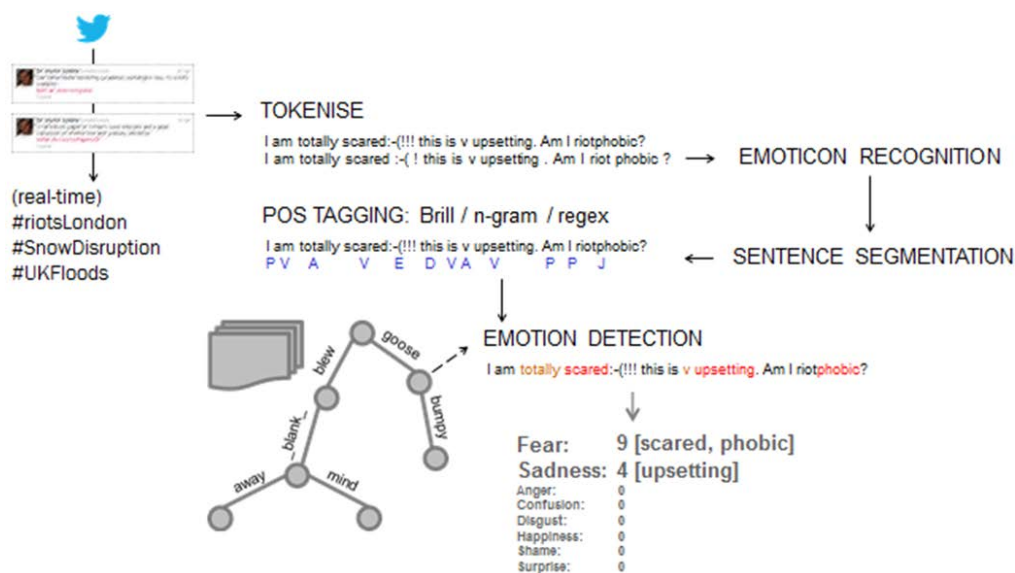 TOKENISE
I am totally scared:-(!!! this is v upsetting. Am I riotphobic?
I am totally scared :-( ! this is v upsetting . Am I riot phobic ?
EMOTICON RECOGNITION
(real-time)
#riotsLondon
#SnowDisruption
#UKFloods
POS TAGGING: Brill / n-gram / regex
I am totally scared:-(!!! this is v upsetting. Am I riotphobic?
P V A V E D V A V P P J
SENTENCE SEGMENTATION
EMOTION DETECTION
I am totally scared:-(!!! this is v upsetting. Am I riotphobic?
goose
blew
bumpy
_blank_
away
mind
Fear: 9 [scared, phobic]
Sadness: 4 [upsetting]
Anger: 0
Confusion: 0
Disgust: 0
Happiness: 0
Shame: 0
Surprise: 0